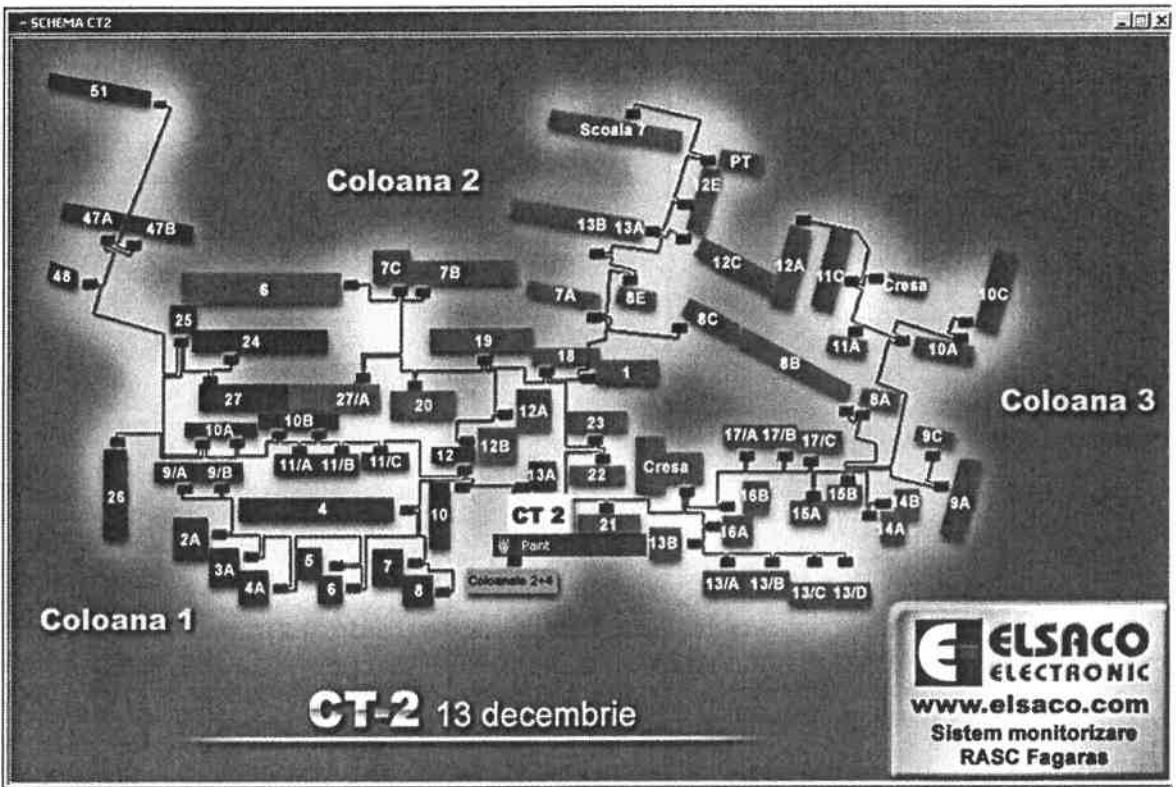 - SCHEMA CT2
51
Scoala 7
PT
12E
Coloana 2
47A 47B
13B 13A
48
7C 7B
12C
12A
11C
Cresa
10C
6
7A
8E
8C
25
24
19
11A
10A
18
1
8B
27 27/A
20
8A
Coloana 3
10A
10B
12A
23
12B
17/A 17/B 17/C
9C
11/A 11/B 11/C
12
9/A 9/B
13A
22
Cresa
26
4
10
16B
15A
15B
14B
9A
CT 2
21
16A
14A
2A
Paint
13B
3A
5
7
4A
6
8
Coloanele 2+4
13/A 13/B 13/C 13/D
Coloana 1
ELSACO
ELECTRONIC
www.elsaco.com
CT-2 13 decembrie
Sistem monitorizare
RASC Fagaras